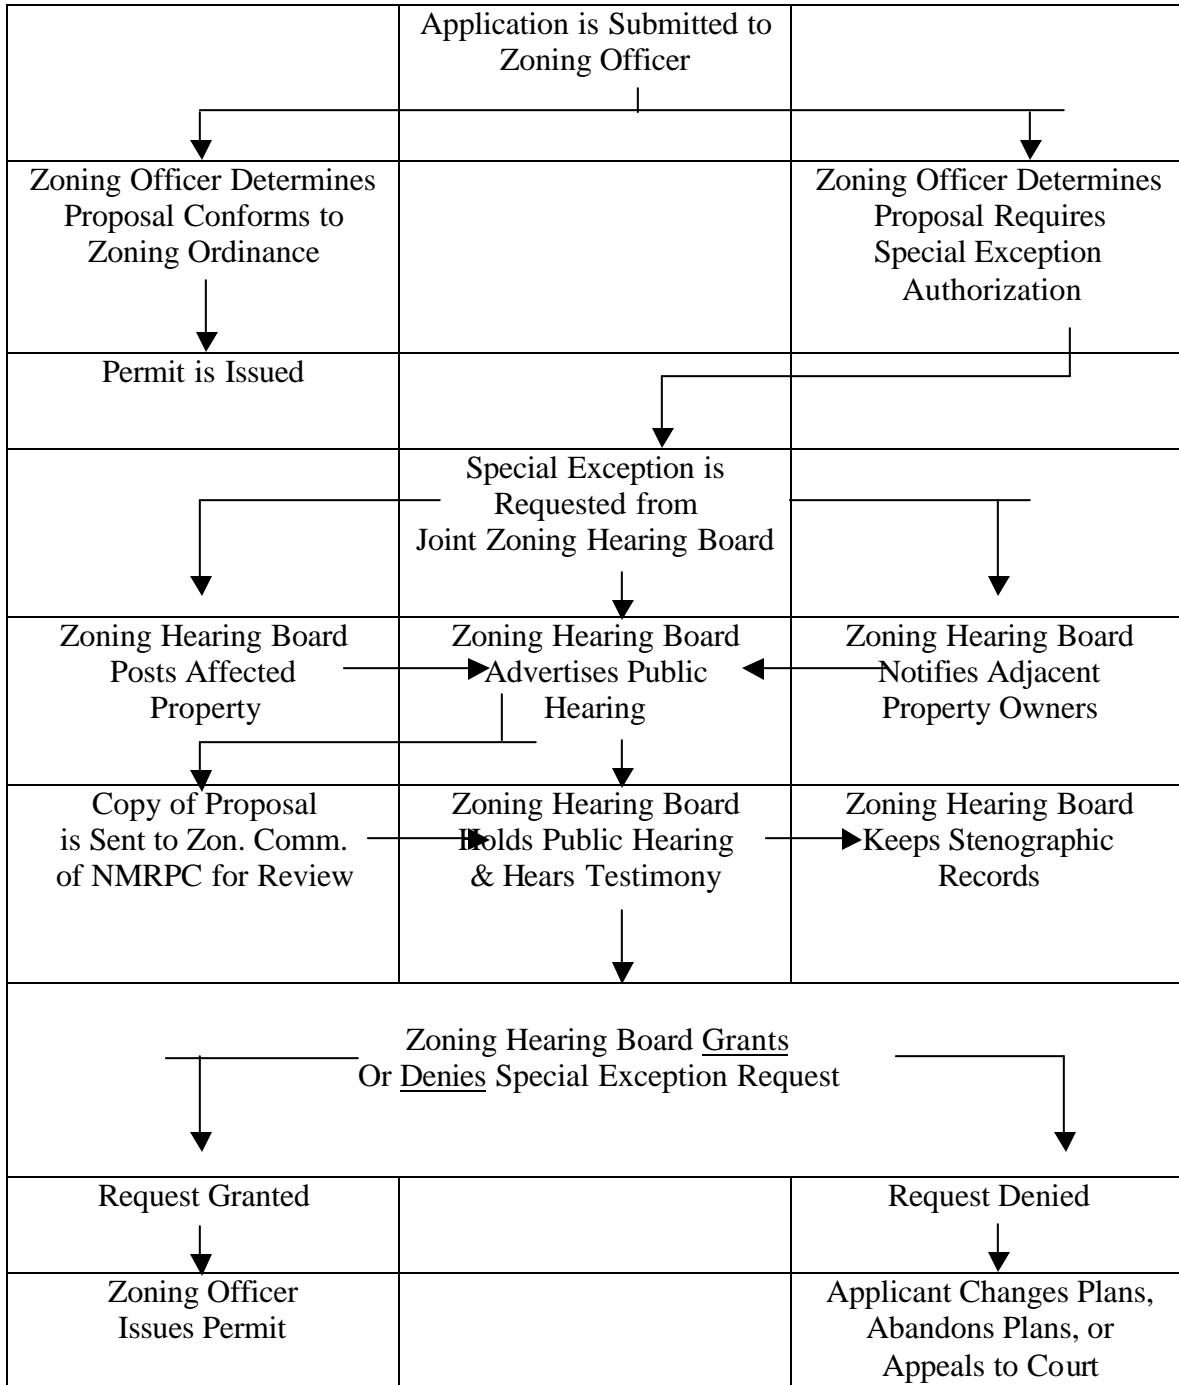 Application is Submitted to
Zoning Officer
Zoning Officer Determines
Proposal Conforms to
Zoning Ordinance
Zoning Officer Determines
Proposal Requires
Special Exception
Authorization
Permit is Issued
Special Exception is
Requested from
Joint Zoning Hearing Board
Zoning Hearing Board
Posts Affected
Property
Zoning Hearing Board
Advertises Public
Hearing
Zoning Hearing Board
Notifies Adjacent
Property Owners
Copy of Proposal
is Sent to Zon. Comm.
of NMRPC for Review
Zoning Hearing Board
Holds Public Hearing
& Hears Testimony
Zoning Hearing Board
Keeps Stenographic
Records
Zoning Hearing Board Grants
Or Denies Special Exception Request
Request Granted
Request Denied
Zoning Officer
Issues Permit
Applicant Changes Plans,
Abandons Plans, or
Appeals to Court